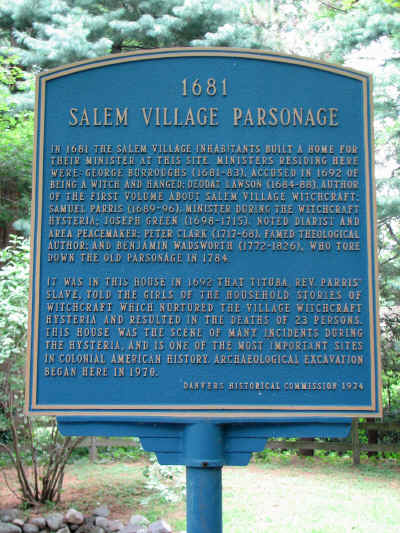 1681
SALEM VILLAGE PARSONAGE
IN 1681 THE SALEM VILLAGE INHABITANTS BUILT A HOME FOR
THEIR MINISTER AT THIS SITE. MINISTERS RESIDING HERE
WERE: GEORGE BURROUGHS (1681-83), ACCUSED IN 1692 OF
BEING A WITCH AND HANGED; DEODAT LAWSON (1684-88), AUTHOR
OF THE FIRST VOLUME ABOUT SALEM VILLAGE WITCHCRAFT;
SAMUEL PARRIS (1689-96), MINISTER DURING THE WITCHCRAFT
HYSTERIA; JOSEPH GREEN (1698-1715), NOTED DIARIST AND
AREA PEACEMAKER; PETER CLARK (1717-68), FAMED THEOLOGICAL
AUTHOR; AND BENJAMIN WADSWORTH (1772-1826), WHO TORE
DOWN THE OLD PARSONAGE IN 1784.
IT WAS IN THIS HOUSE IN 1692 THAT TITUBA, REV. PARRIS'
SLAVE, TOLD THE GIRLS OF THE HOUSEHOLD STORIES OF
WITCHCRAFT WHICH NURTURED THE VILLAGE WITCHCRAFT
HYSTERIA AND RESULTED IN THE DEATHS OF 23 PERSONS.
THIS HOUSE WAS THE SCENE OF MANY INCIDENTS DURING
THE HYSTERIA, AND IS ONE OF THE MOST IMPORTANT SITES
IN COLONIAL AMERICAN HISTORY. ARCHAEOLOGICAL EXCAVATION
BEGAN HERE IN 1970.
DANVERS HISTORICAL COMMISSION 1974